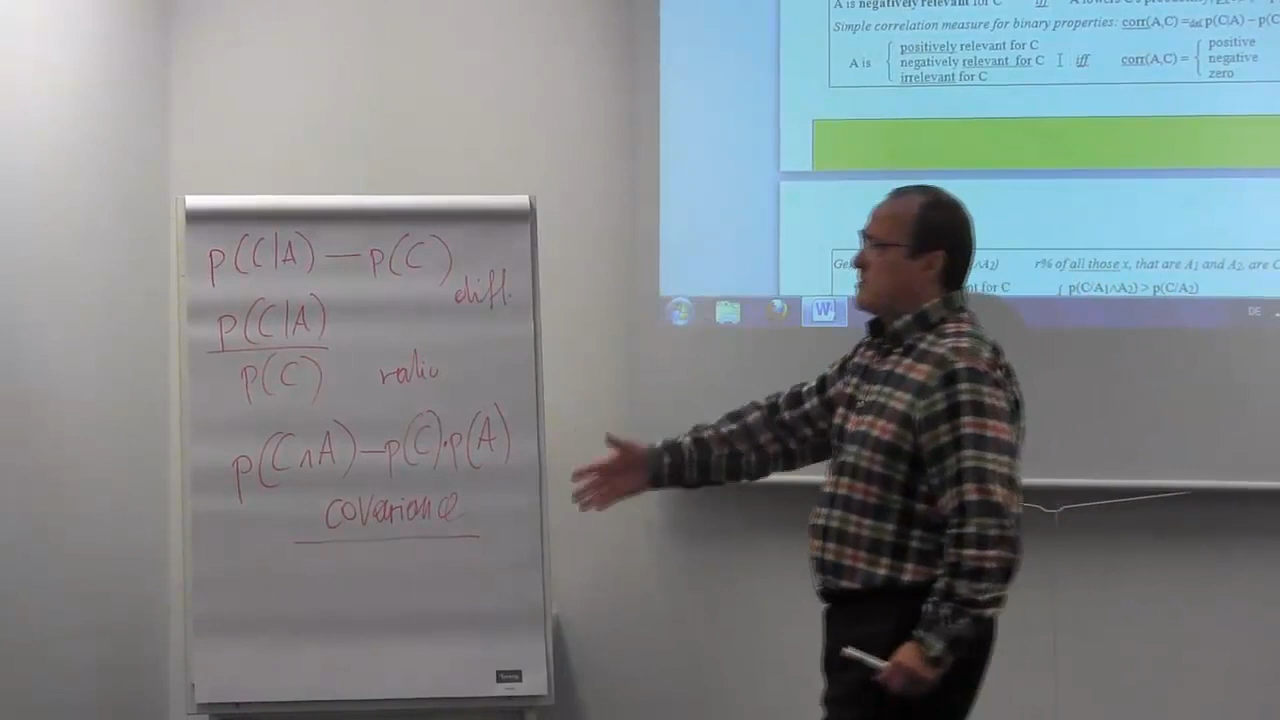 p(C|A) — p(C)
diff.
p(C|A)
p(C)
ratio
p(C∧A) — p(C)·p(A)
covariance
A is negatively relevant for C iff A lowers C's
Simple correlation measure for binary properties: corr(A,C) =def p(C|A) – p(C
A is
positively relevant for C
negatively relevant for C
irrelevant for C
iff
corr(A,C) =
positive
negative
zero
r% of all those x, that are A1 and A2, are C
p(C/A1∧A2) > p(C/A2)
W
DE